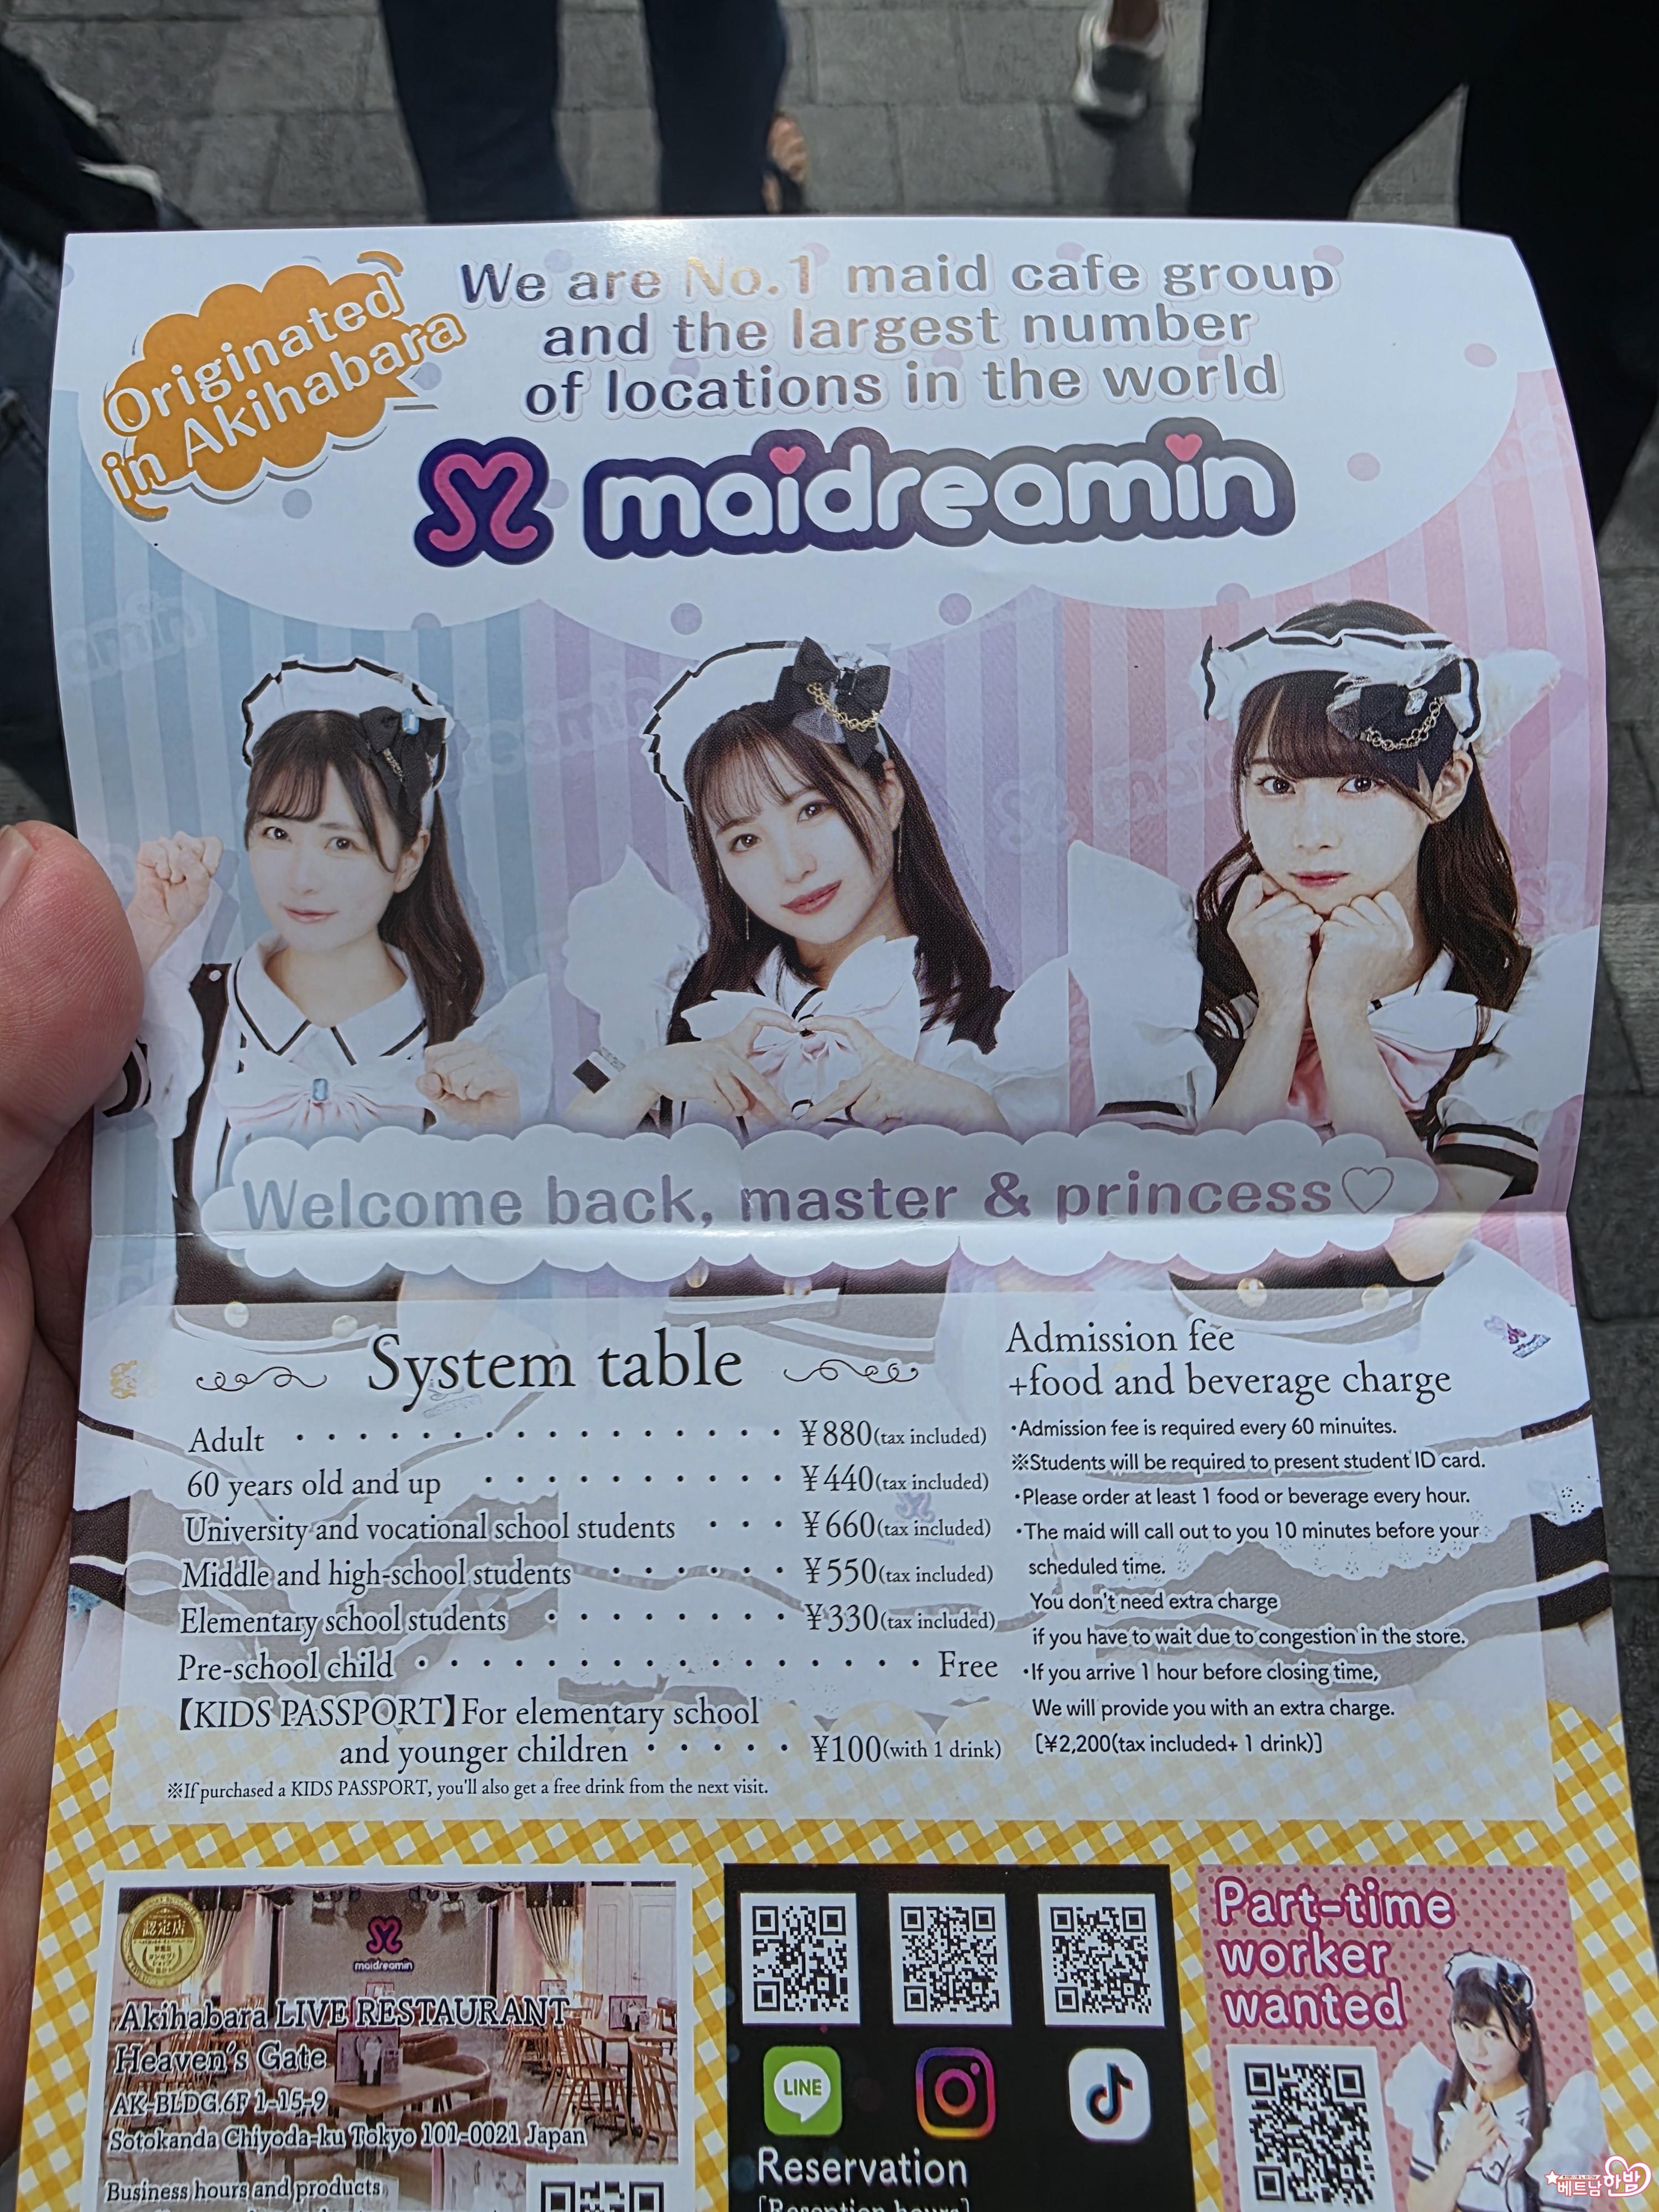 Originated
in Akihabara
We are No.1 maid cafe group
and the largest number
of locations in the world
maidreamin
Welcome back, master & princess♡
System table
Adult ・・・・・・・・・・・・・・・・ ¥880(tax included)
60 years old and up ・・・・・・・・・・ ¥440(tax included)
University and vocational school students ・・・ ¥660(tax included)
Middle and high-school students ・・・・・・ ¥550(tax included)
Elementary school students ・・・・・・・・ ¥330(tax included)
Pre-school child ・・・・・・・・・・・・・・・・ Free
【KIDS PASSPORT】For elementary school
and younger children ・・・・・ ¥100(with 1 drink)
※If purchased a KIDS PASSPORT, you'll also get a free drink from the next visit.
Admission fee
+food and beverage charge
・Admission fee is required every 60 minuites.
※Students will be required to present student ID card.
・Please order at least 1 food or beverage every hour.
・The maid will call out to you 10 minutes before your
scheduled time.
You don't need extra charge
if you have to wait due to congestion in the store.
・If you arrive 1 hour before closing time,
We will provide you with an extra charge.
[¥2,200(tax included+ 1 drink)]
認定店
maidreamin
Akihabara LIVE RESTAURANT
Heaven's Gate
AK-BLDG.6F 1-15-9
Sotokanda Chiyoda-ku Tokyo 101-0021 Japan
Business hours and products
LINE
Reservation
[Reception hours]
Part-time
worker
wanted
베트남한밤